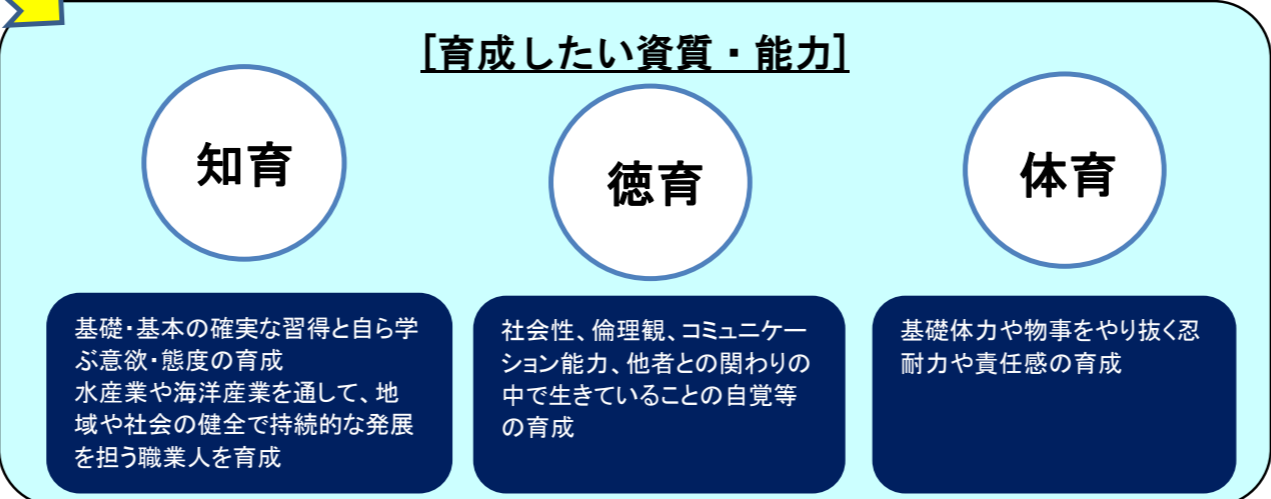 [育成したい資質・能力]
知育
徳育
体育
基礎・基本の確実な習得と自ら学
ぶ意欲・態度の育成
水産業や海洋産業を通して、地
域や社会の健全で持続的な発展
を担う職業人を育成
社会性、倫理観、コミュニケー
ション能力、他者との関わりの
中で生きていることの自覚等
の育成
基礎体力や物事をやり抜く忍
耐力や責任感の育成